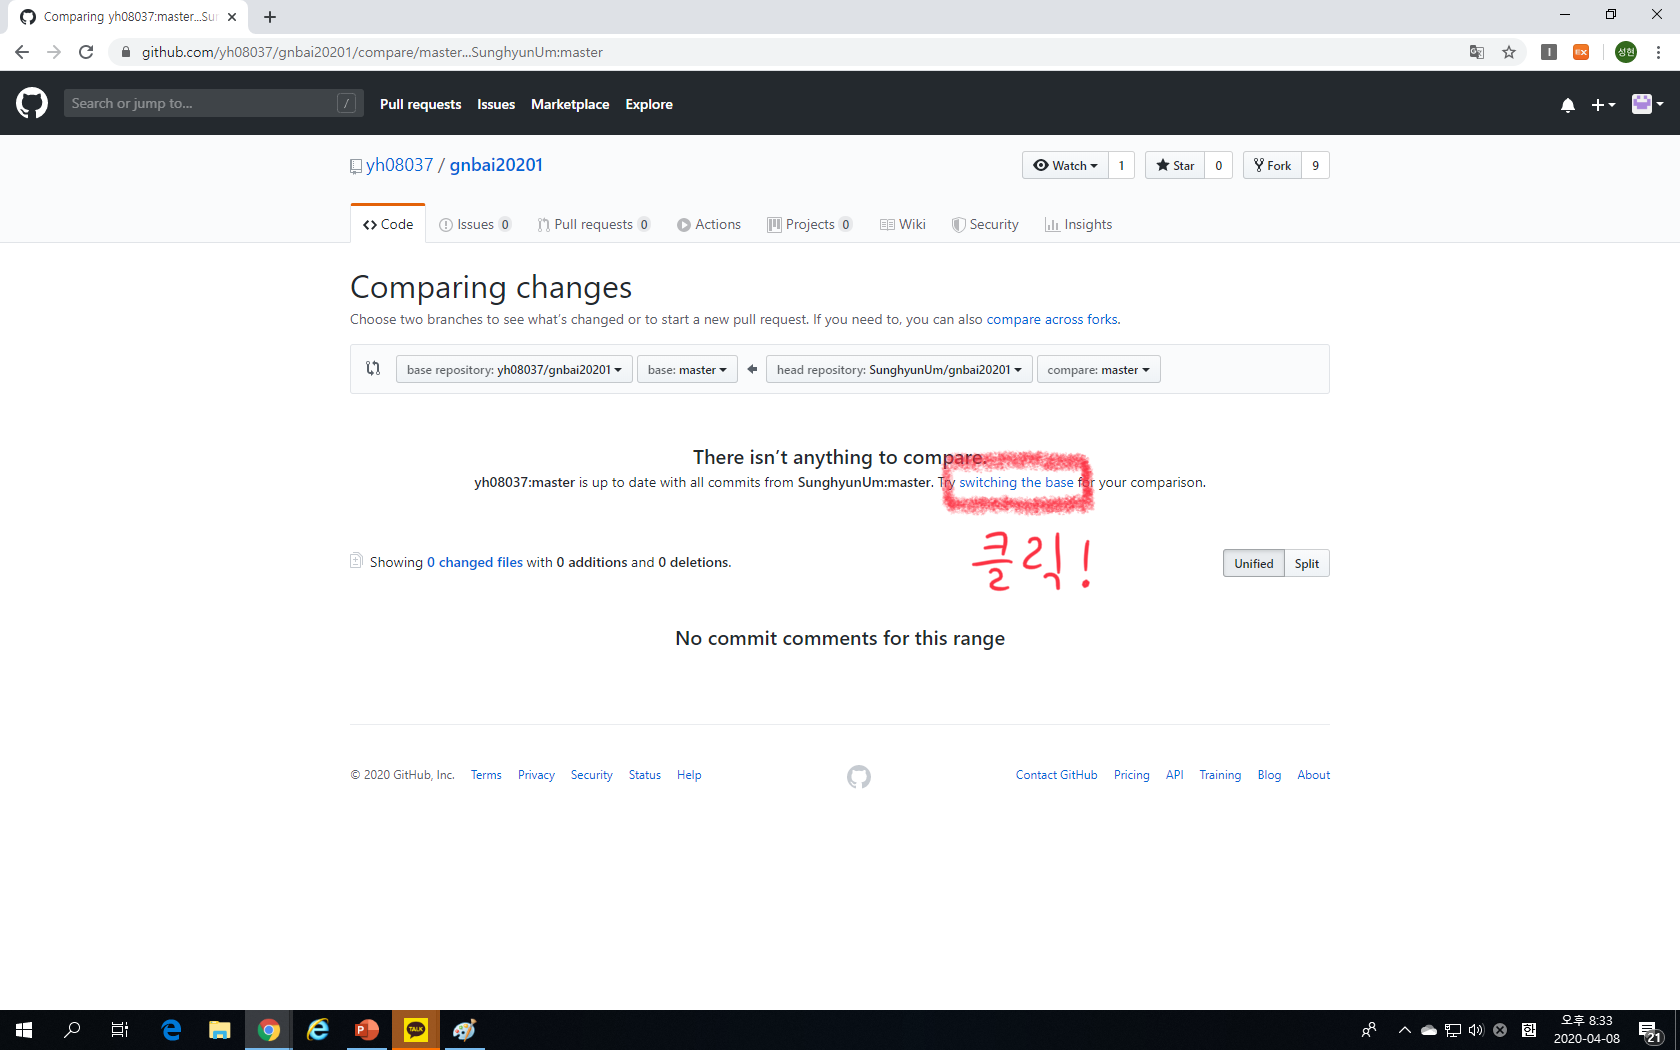 Comparing yh08037:master...Sun
github.com/yh08037/gnbai20201/compare/master...SunghyunUm:master
성현
Search or jump to... /
Pull requests Issues Marketplace Explore
yh08037 / gnbai20201
Watch 1 Star 0 Fork 9
Code Issues 0 Pull requests 0 Actions Projects 0 Wiki Security Insights
Comparing changes
Choose two branches to see what's changed or to start a new pull request. If you need to, you can also compare across forks.
base repository: yh08037/gnbai20201 base: master head repository: SunghyunUm/gnbai20201 compare: master
There isn't anything to compare.
yh08037:master is up to date with all commits from SunghyunUm:master. Try switching the base for your comparison.
클릭!
Showing 0 changed files with 0 additions and 0 deletions.
Unified Split
No commit comments for this range
© 2020 GitHub, Inc. Terms Privacy Security Status Help
Contact GitHub Pricing API Training Blog About
TALK
한
오후 8:33
2020-04-08
21